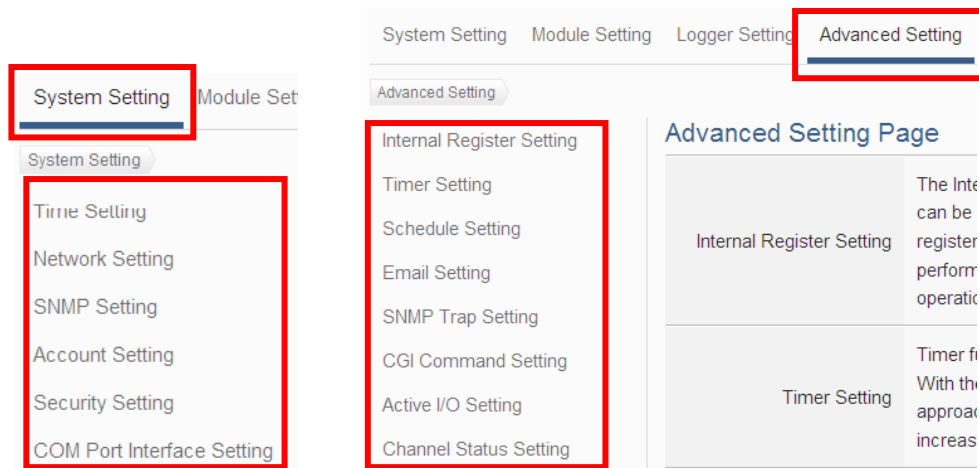 System Setting Module Set
System Setting
Time Setting
Network Setting
SNMP Setting
Account Setting
Security Setting
COM Port Interface Setting
System Setting Module Setting Logger Setting Advanced Setting
Advanced Setting
Internal Register Setting
Timer Setting
Schedule Setting
Email Setting
SNMP Trap Setting
CGI Command Setting
Active I/O Setting
Channel Status Setting
Advanced Setting Page
Internal Register Setting
The Inte
can be
register
perform
operatio
Timer Setting
Timer fu
With the
approac
increas